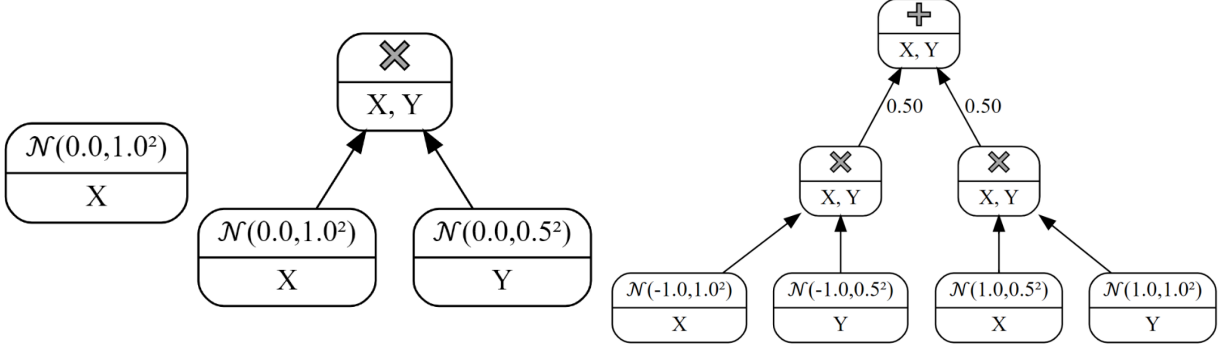 𝒩(0.0,1.0²)
X
X, Y
𝒩(0.0,1.0²)
X
𝒩(0.0,0.5²)
Y
X, Y
0.50
0.50
X, Y
X, Y
𝒩(-1.0,1.0²)
X
𝒩(-1.0,0.5²)
Y
𝒩(1.0,0.5²)
X
𝒩(1.0,1.0²)
Y